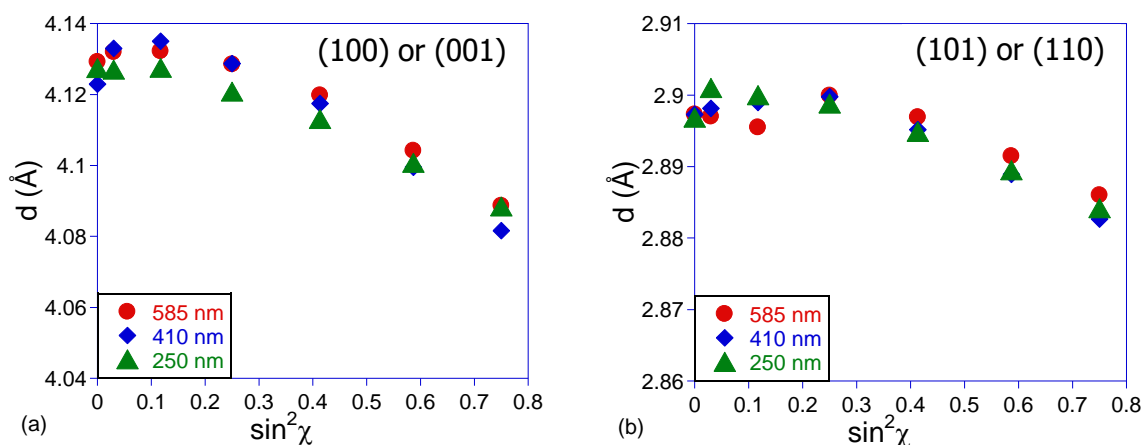 4.14
4.12
4.1
4.08
4.06
4.04
d (Å)
(100) or (001)
585 nm
410 nm
250 nm
0 0.1 0.2 0.3 0.4 0.5 0.6 0.7 0.8
(a) sin²χ
2.91
2.9
2.89
2.88
2.87
2.86
d (Å)
(101) or (110)
585 nm
410 nm
250 nm
0 0.1 0.2 0.3 0.4 0.5 0.6 0.7 0.8
(b) sin²χ